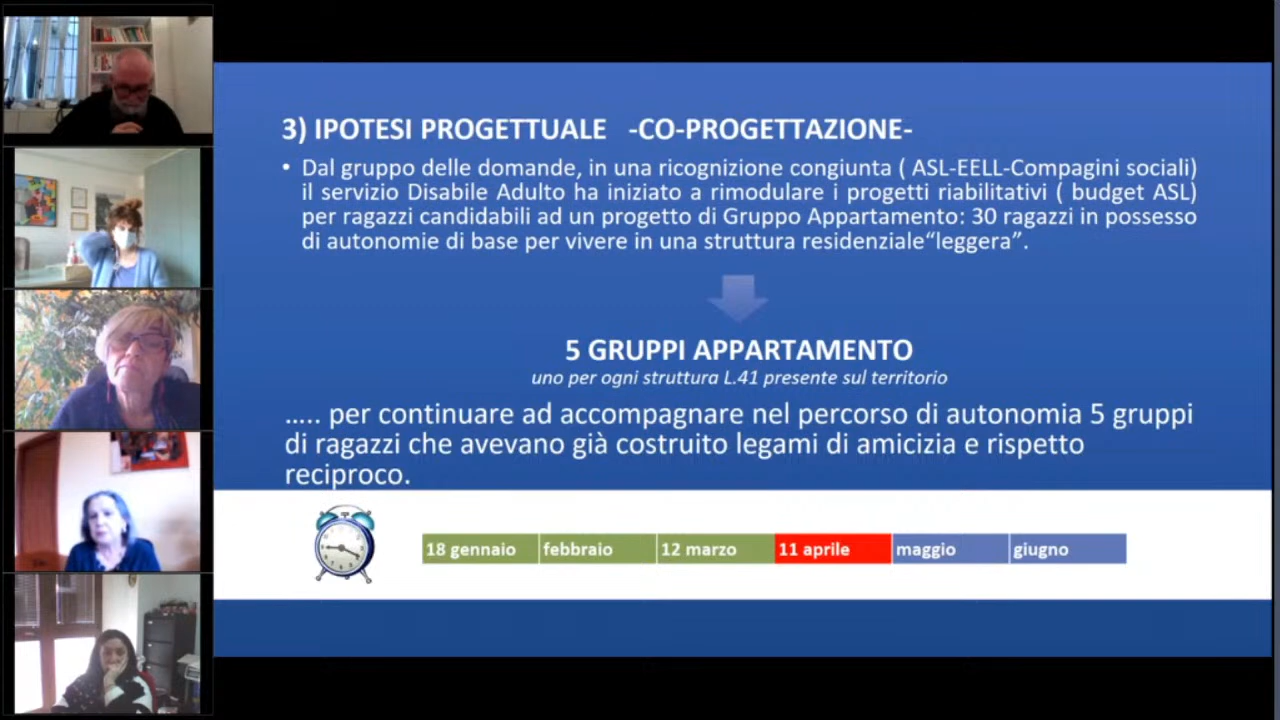 3) IPOTESI PROGETTUALE -CO-PROGETTAZIONE-
• Dal gruppo delle domande, in una ricognizione congiunta ( ASL-EELL-Compagini sociali)
il servizio Disabile Adulto ha iniziato a rimodulare i progetti riabilitativi ( budget ASL)
per ragazzi candidabili ad un progetto di Gruppo Appartamento: 30 ragazzi in possesso
di autonomie di base per vivere in una struttura residenziale“leggera”.
5 GRUPPI APPARTAMENTO
uno per ogni struttura L.41 presente sul territorio
….. per continuare ad accompagnare nel percorso di autonomia 5 gruppi
di ragazzi che avevano già costruito legami di amicizia e rispetto
reciproco.
18 gennaio febbraio 12 marzo 11 aprile maggio giugno